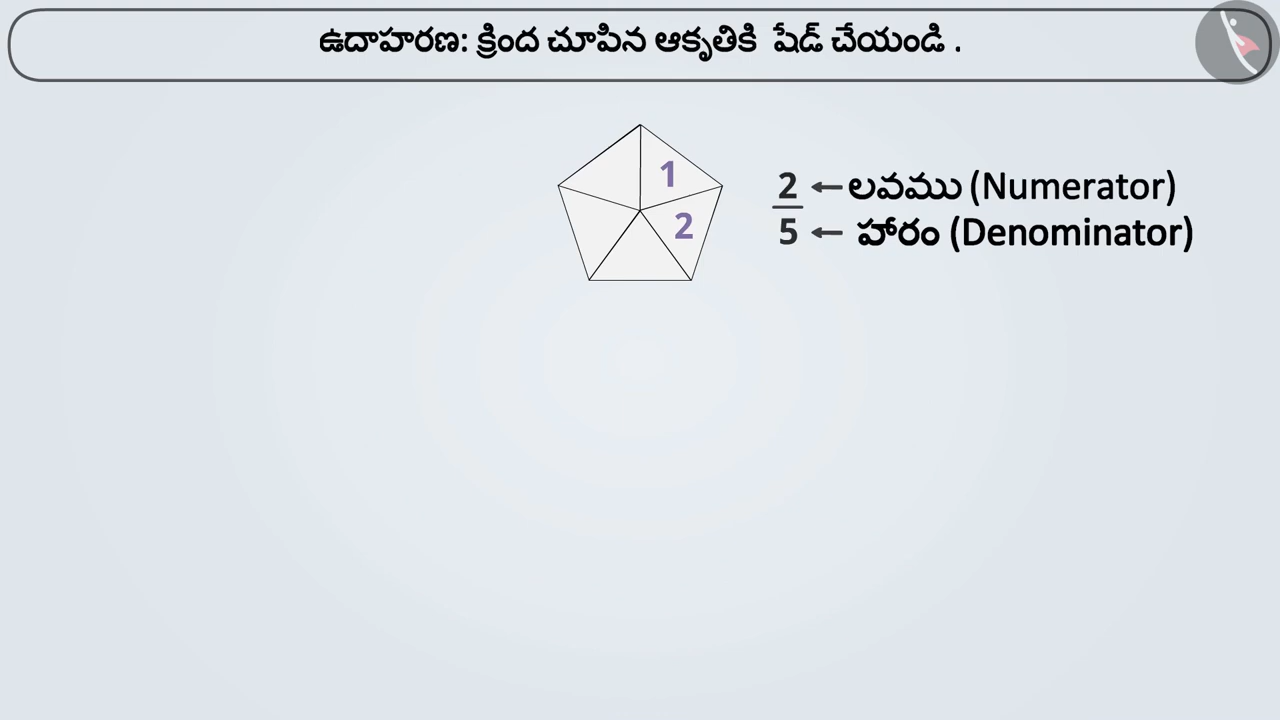 ఉదాహరణ: క్రింద చూపిన ఆకృతికి షేడ్ చేయండి .
1
2
2 ← లవము (Numerator)
5 ← హారం (Denominator)